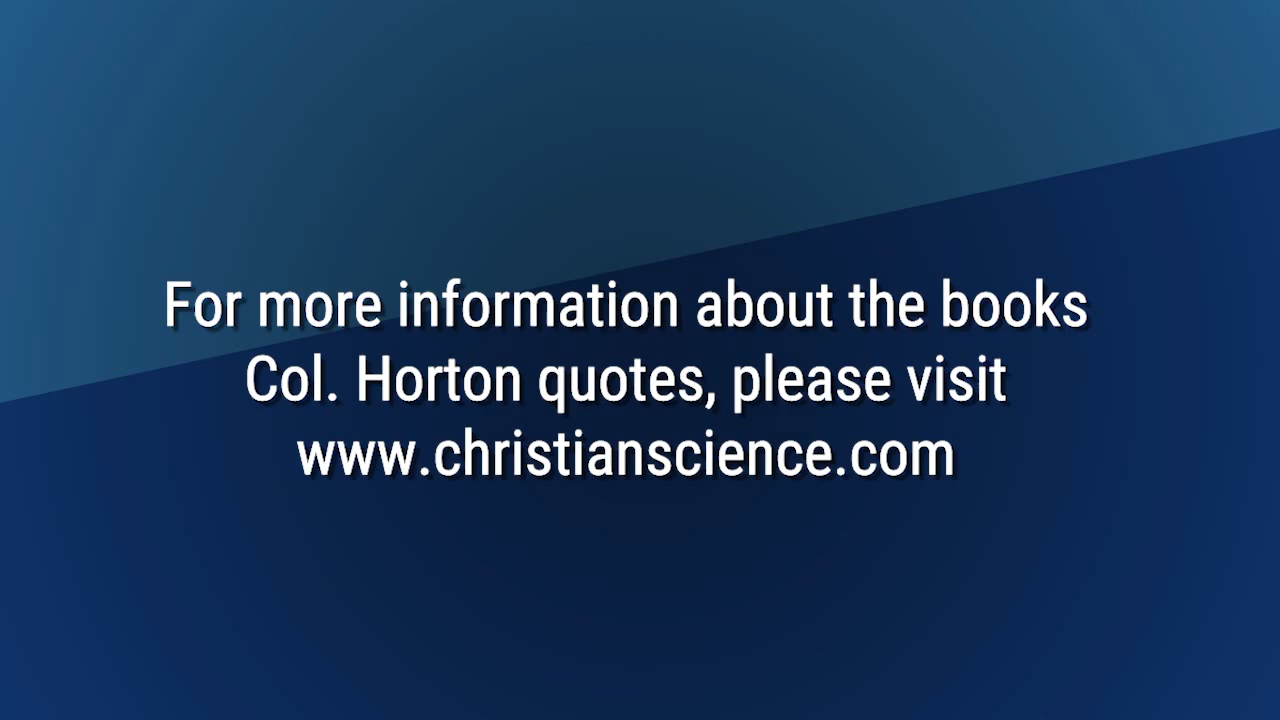 For more information about the books
Col. Horton quotes, please visit
www.christianscience.com